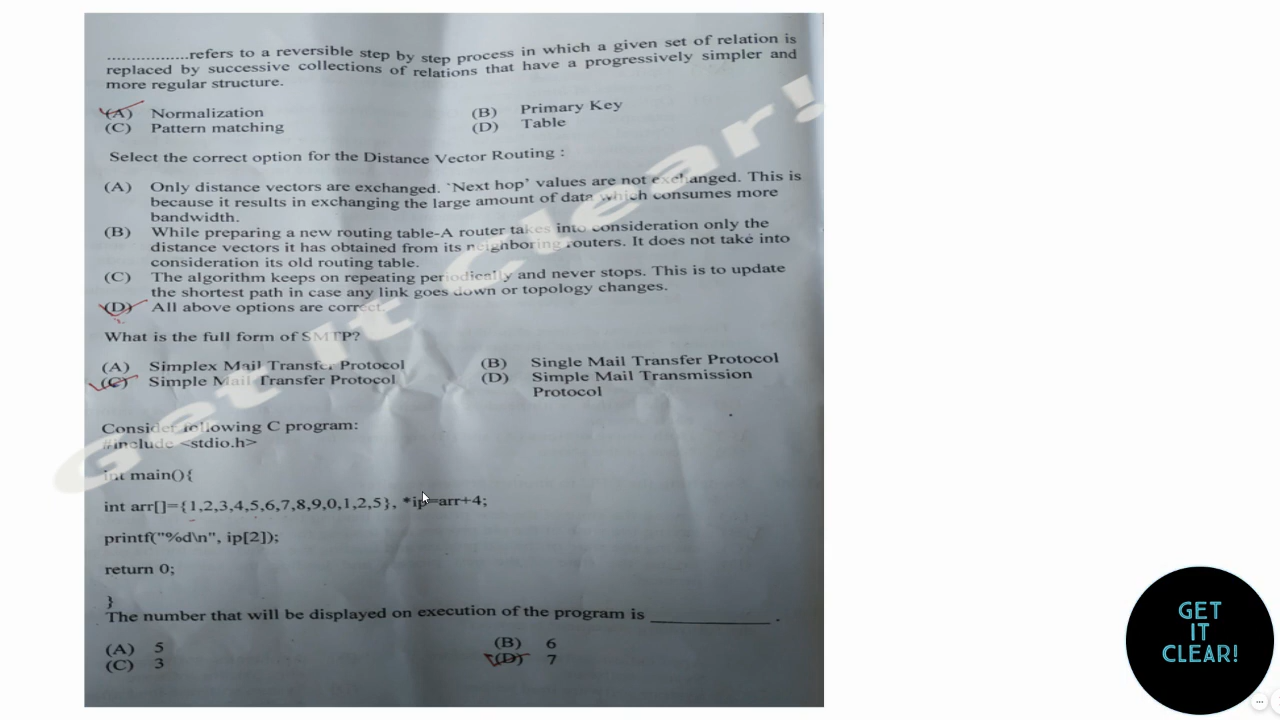 .................refers to a reversible step by step process in which a given set of relation is
replaced by successive collections of relations that have a progressively simpler and
more regular structure.
(A) Normalization (B) Primary Key
(C) Pattern matching (D) Table
Select the correct option for the Distance Vector Routing :
(A) Only distance vectors are exchanged. 'Next hop' values are not exchanged. This is
because it results in exchanging the large amount of data which consumes more
bandwidth.
(B) While preparing a new routing table-A router takes into consideration only the
distance vectors it has obtained from its neighboring routers. It does not take into
consideration its old routing table.
(C) The algorithm keeps on repeating periodically and never stops. This is to update
the shortest path in case any link goes down or topology changes.
(D) All above options are correct.
What is the full form of SMTP?
(A) Simplex Mail Transfer Protocol (B) Single Mail Transfer Protocol
(C) Simple Mail Transfer Protocol (D) Simple Mail Transmission
Protocol
Consider following C program:
#include <stdio.h>
int main(){
int arr[]={1,2,3,4,5,6,7,8,9,0,1,2,5}, *ip=arr+4;
printf("%d\n", ip[2]);
return 0;
}
The number that will be displayed on execution of the program is ____________ .
(A) 5 (B) 6
(C) 3 (D) 7
Get It Clear!
GET
IT
CLEAR!